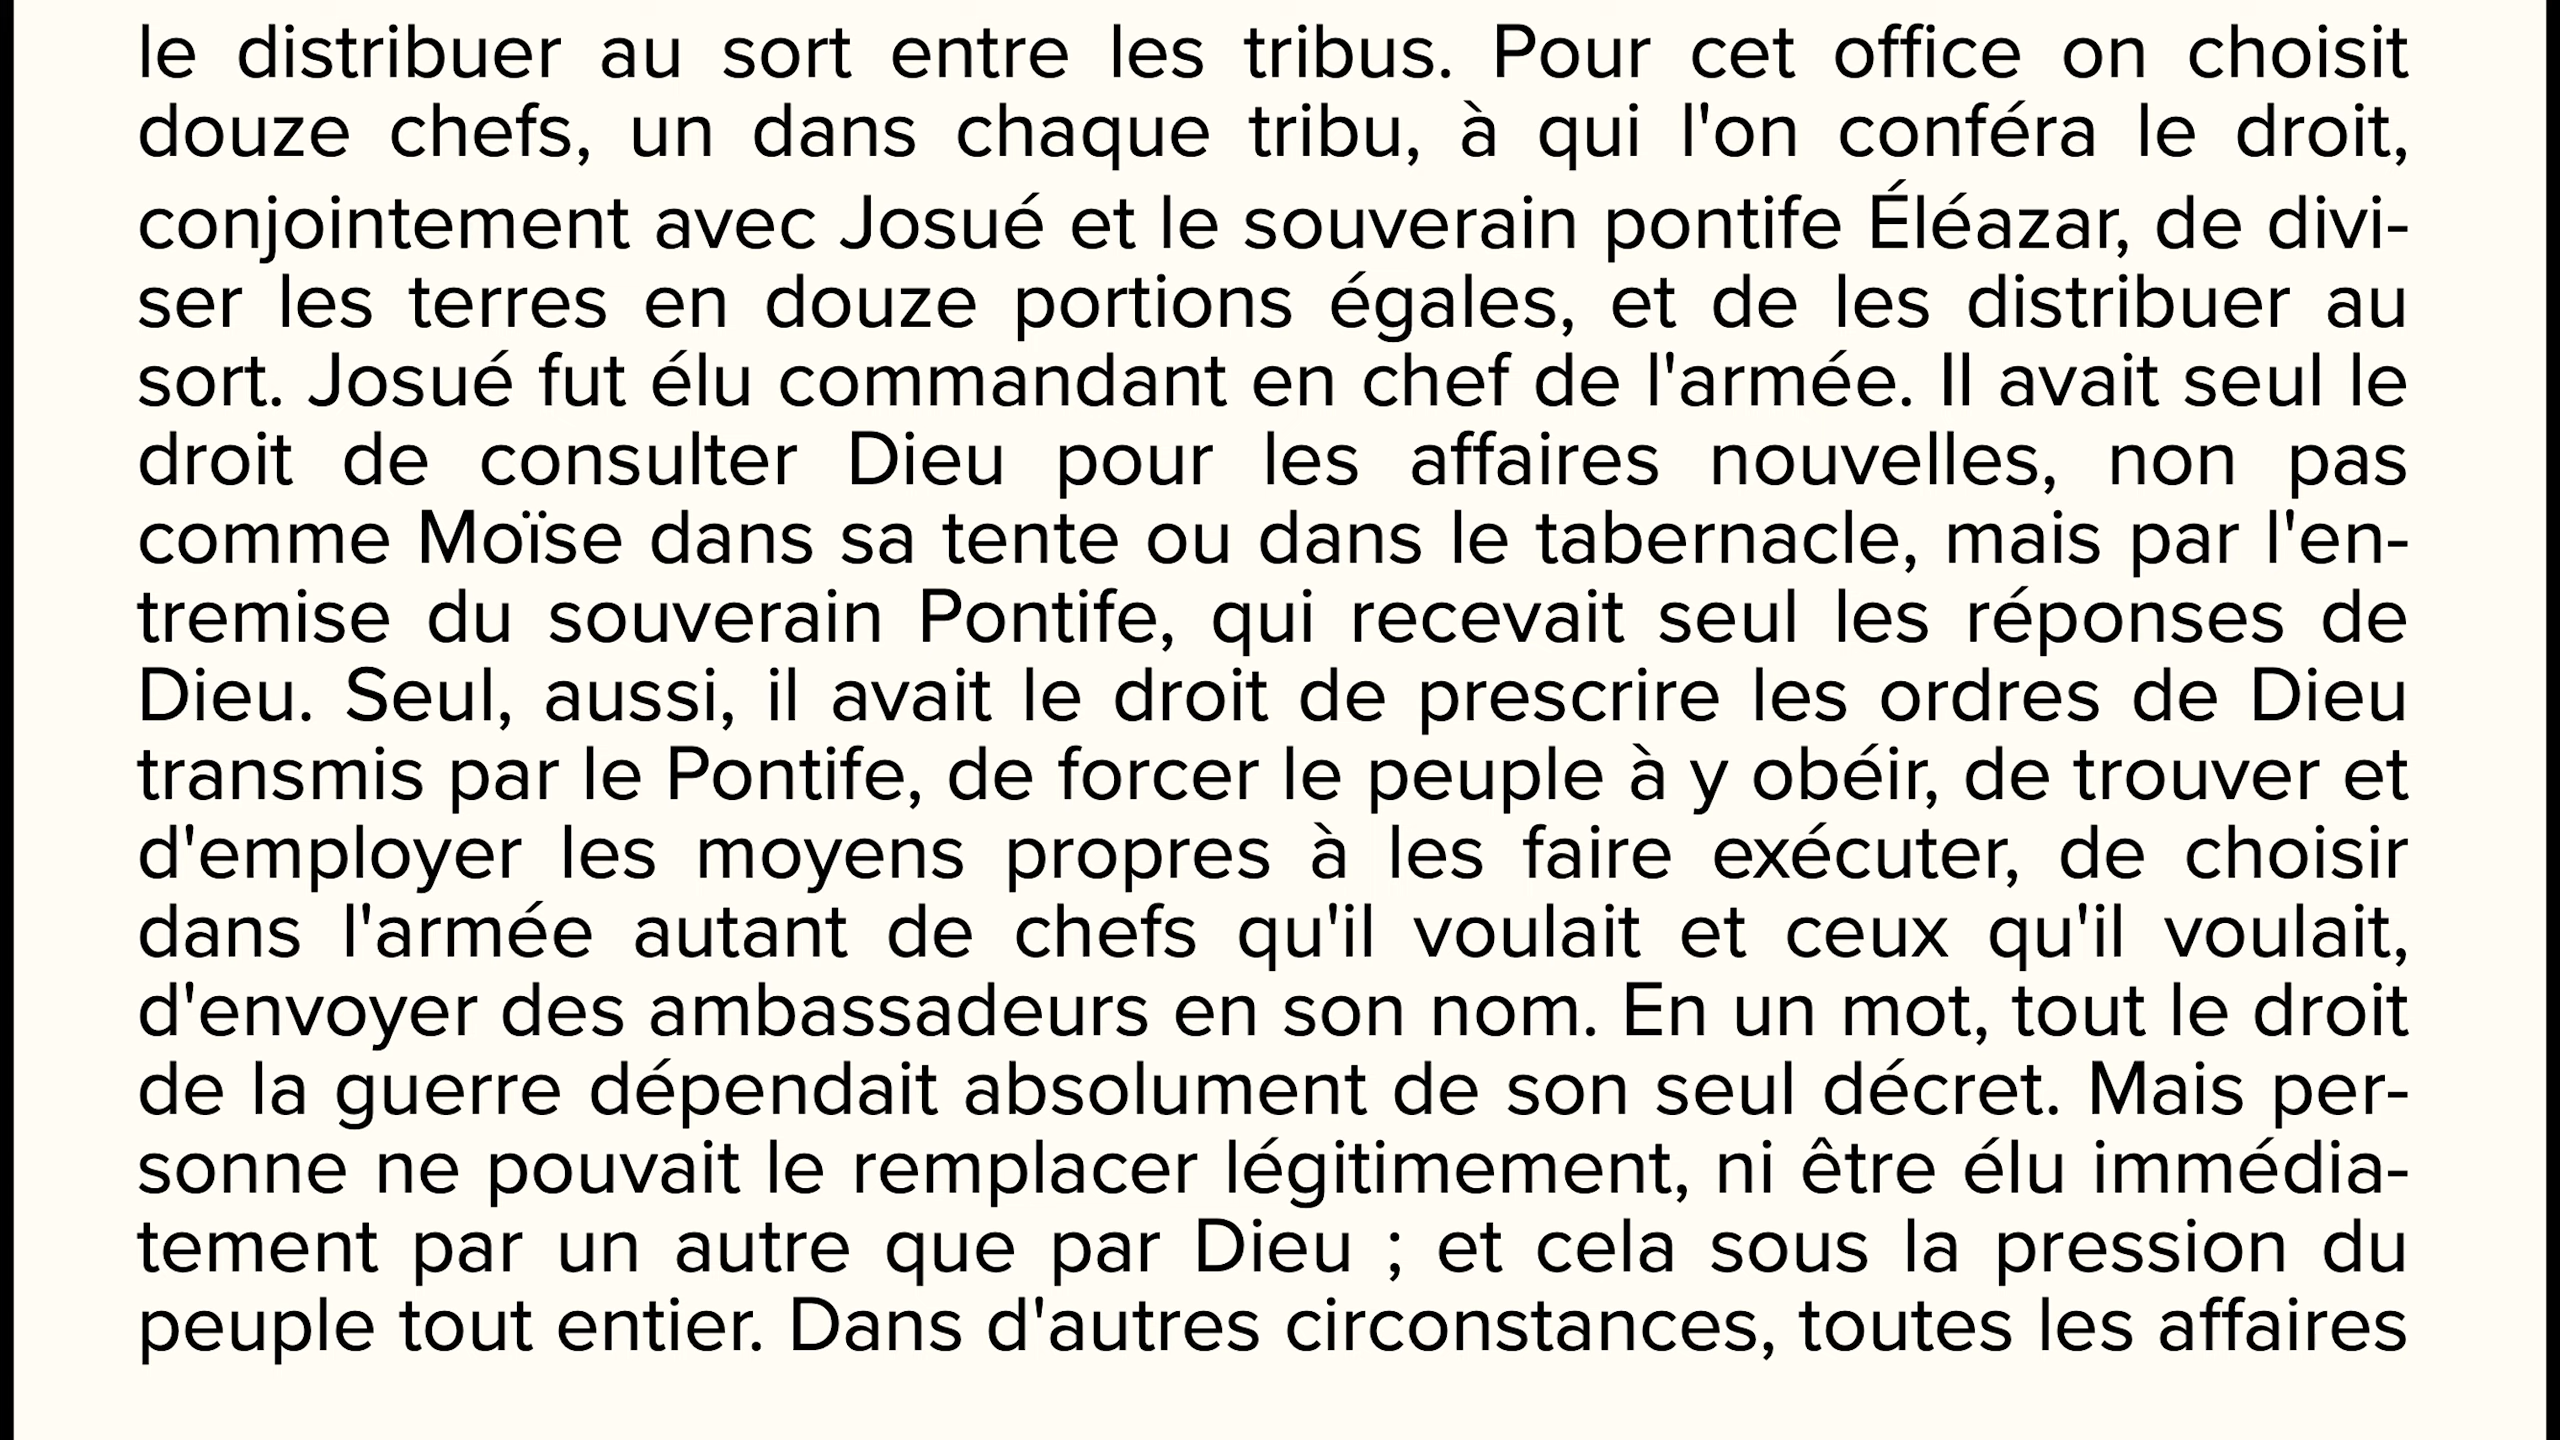 le distribuer au sort entre les tribus. Pour cet office on choisit
douze chefs, un dans chaque tribu, à qui l'on conféra le droit,
conjointement avec Josué et le souverain pontife Éléazar, de divi-
ser les terres en douze portions égales, et de les distribuer au
sort. Josué fut élu commandant en chef de l'armée. Il avait seul le
droit de consulter Dieu pour les affaires nouvelles, non pas
comme Moïse dans sa tente ou dans le tabernacle, mais par l'en-
tremise du souverain Pontife, qui recevait seul les réponses de
Dieu. Seul, aussi, il avait le droit de prescrire les ordres de Dieu
transmis par le Pontife, de forcer le peuple à y obéir, de trouver et
d'employer les moyens propres à les faire exécuter, de choisir
dans l'armée autant de chefs qu'il voulait et ceux qu'il voulait,
d'envoyer des ambassadeurs en son nom. En un mot, tout le droit
de la guerre dépendait absolument de son seul décret. Mais per-
sonne ne pouvait le remplacer légitimement, ni être élu immédia-
tement par un autre que par Dieu ; et cela sous la pression du
peuple tout entier. Dans d'autres circonstances, toutes les affaires